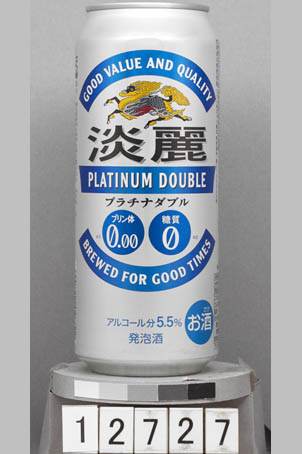 GOOD VALUE AND QUALITY
淡麗
PLATINUM DOUBLE
プラチナダブル
プリン体
0.00
糖質
0
BREWED FOR GOOD TIMES
アルコール分5.5%
発泡酒
お酒
12727